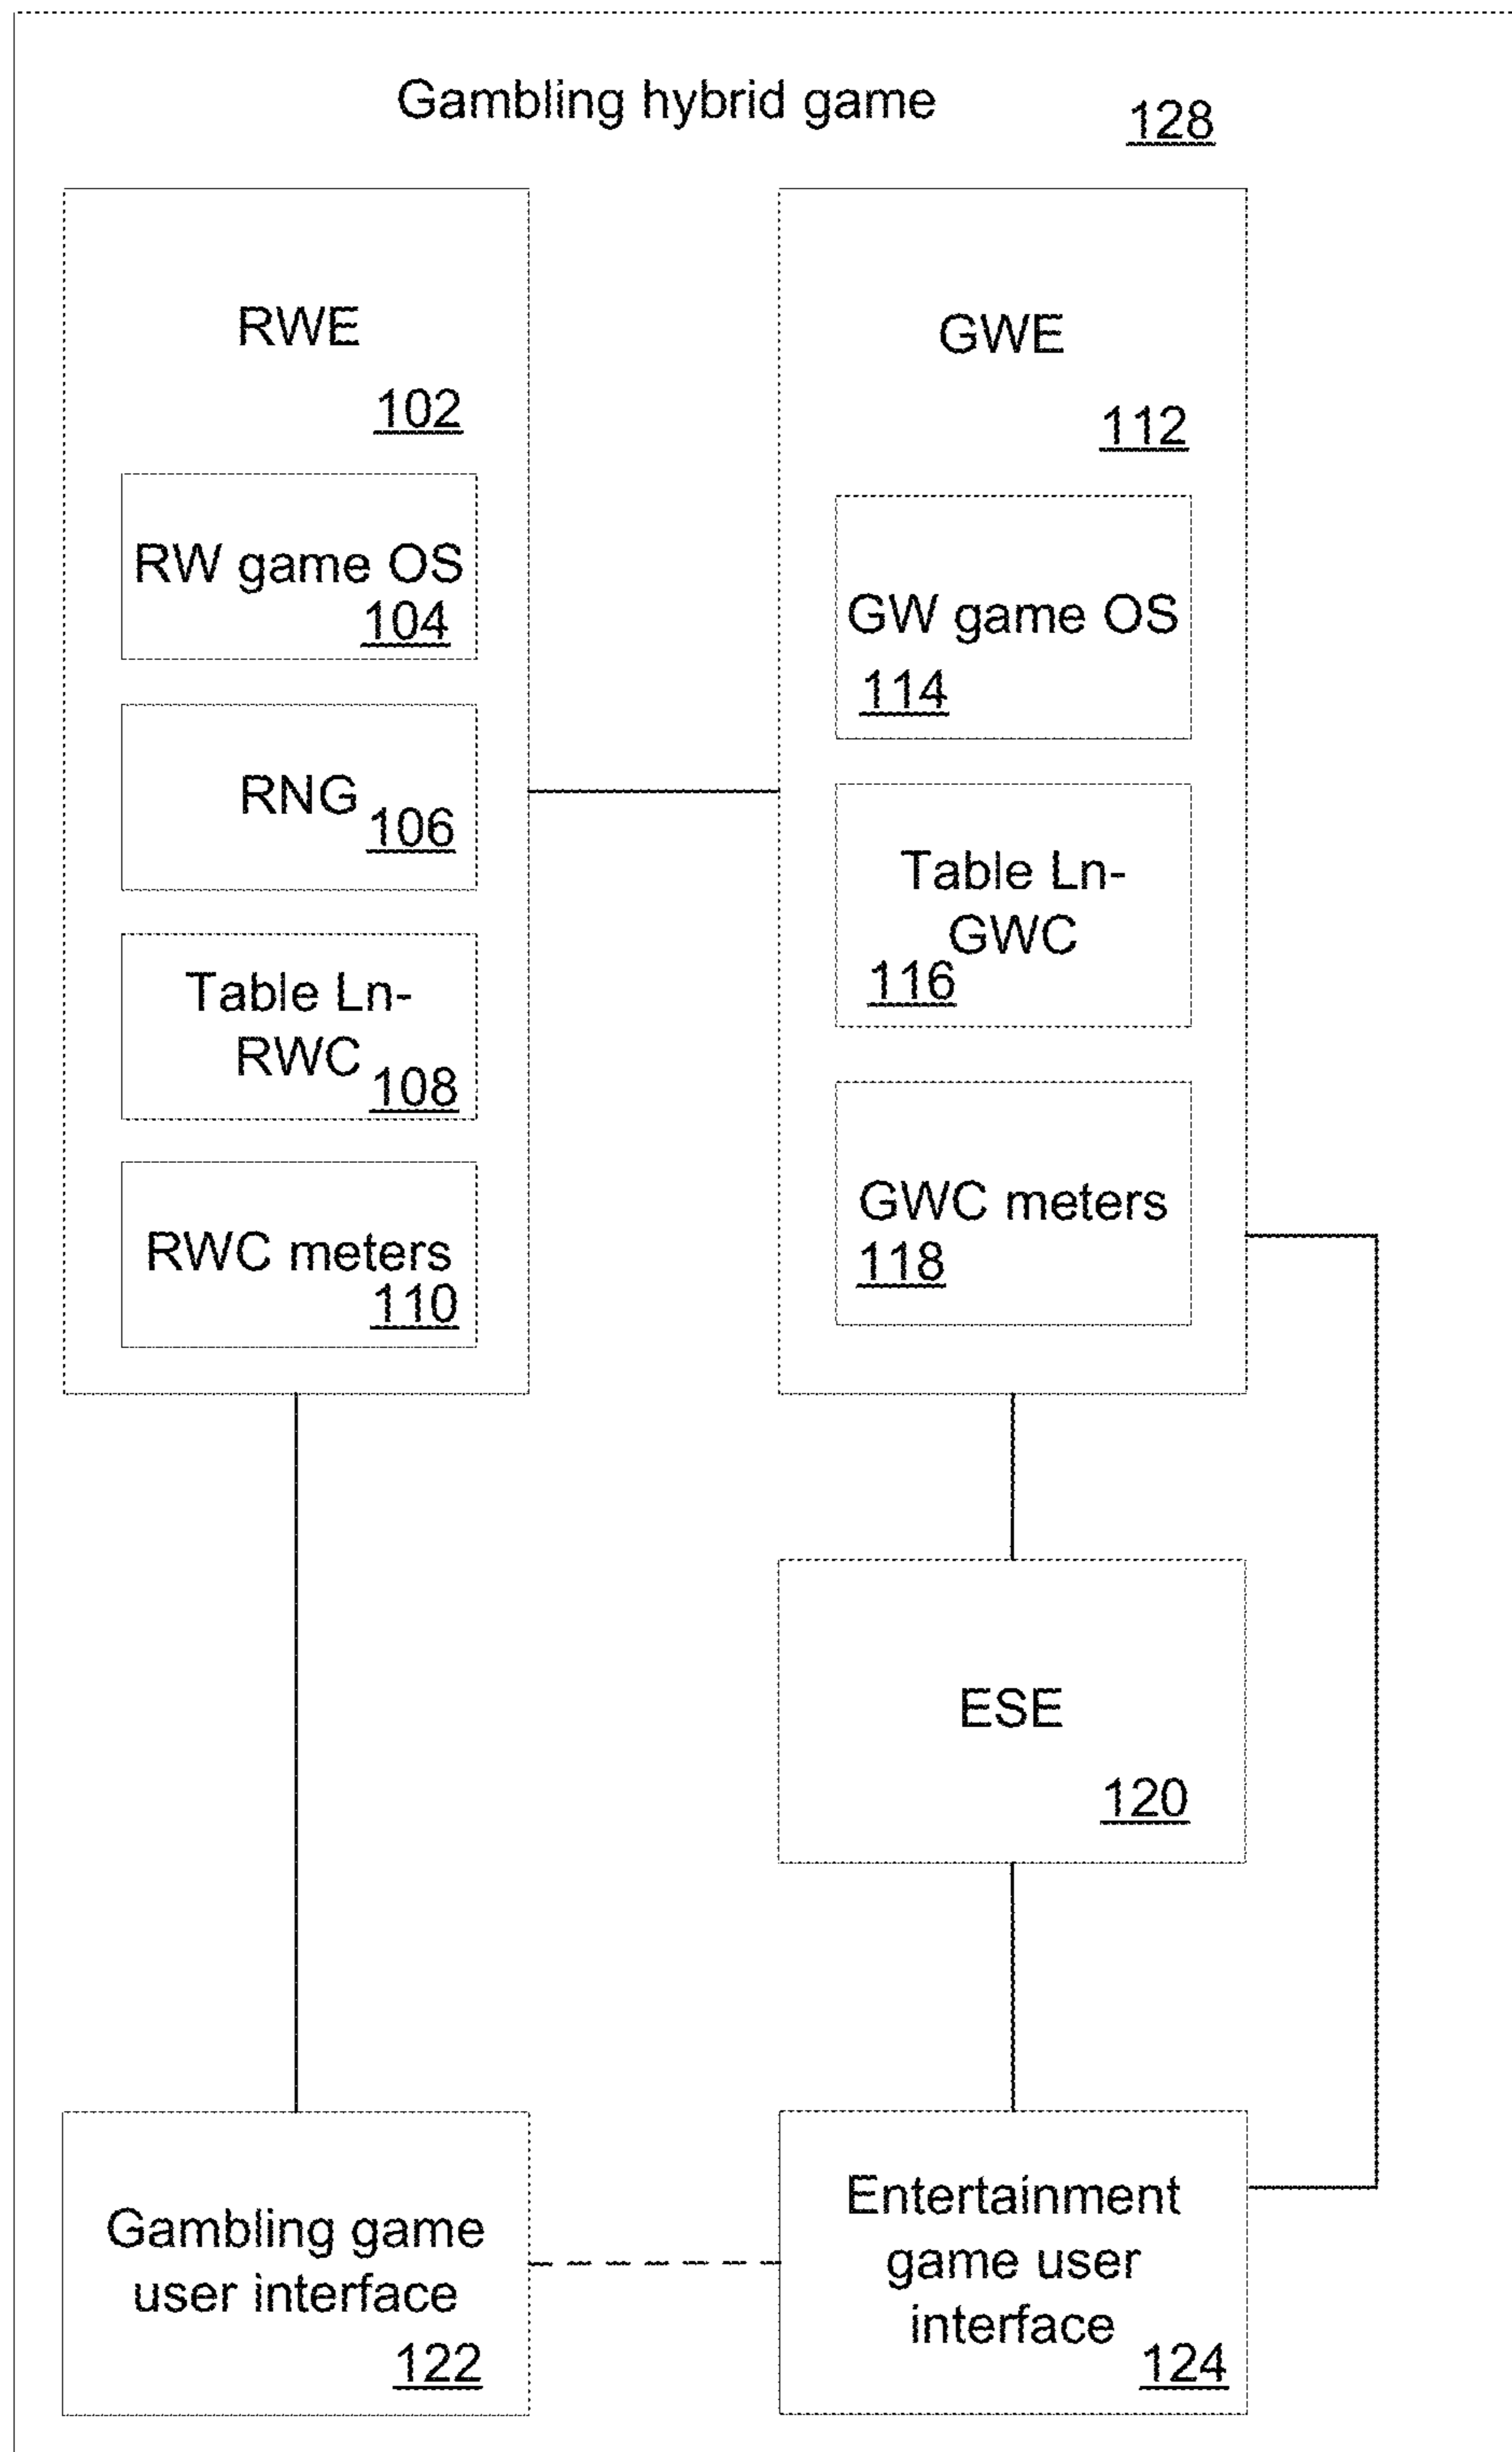 Gambling hybrid game
128
RWE
102
RW game OS
104
RNG
106
Table Ln-
RWC
108
RWC meters
110
GWE
112
GW game OS
114
Table Ln-
GWC
116
GWC meters
118
ESE
120
Gambling game
user interface
122
Entertainment
game user
interface
124